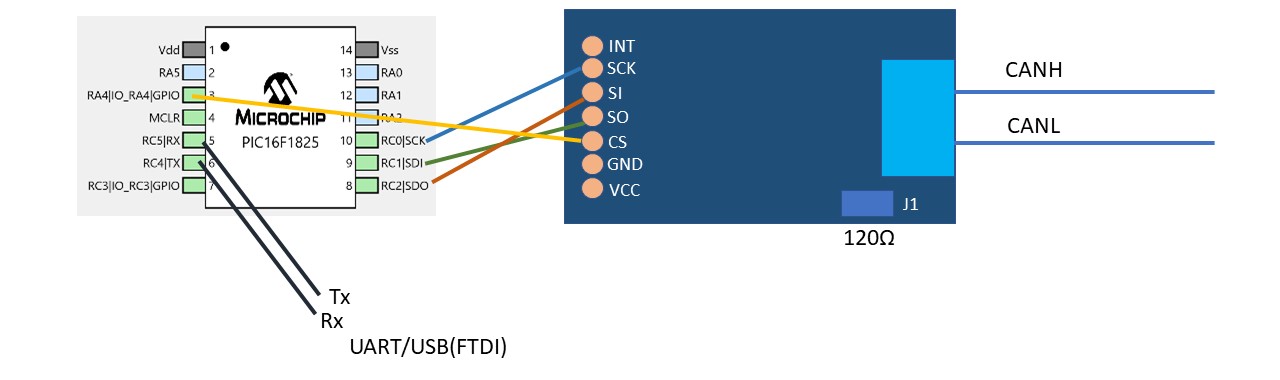 Vdd 1 14 Vss
RA5 2 13 RA0
RA4|IO_RA4|GPIO 3 12 RA1
MCLR 4 11 RA2
RC5|RX 5 10 RC0|SCK
RC4|TX 6 9 RC1|SDI
RC3|IO_RC3|GPIO 7 8 RC2|SDO
MICROCHIP
PIC16F1825
INT
SCK
SI
SO
CS
GND
VCC
J1
120Ω
CANH
CANL
Tx
Rx
UART/USB(FTDI)